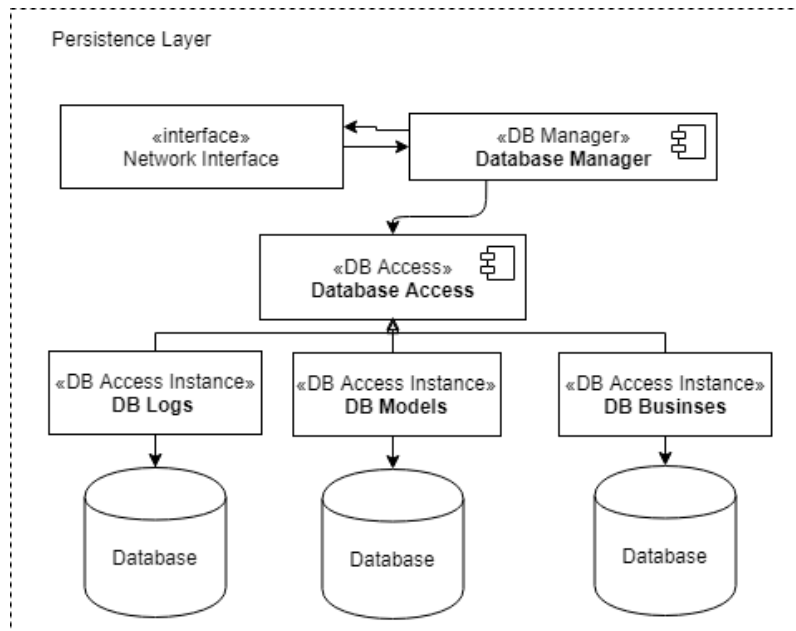 Persistence Layer
«interface»
Network Interface
«DB Manager»
Database Manager
«DB Access»
Database Access
«DB Access Instance»
DB Logs
«DB Access Instance»
DB Models
«DB Access Instance»
DB Businses
Database
Database
Database